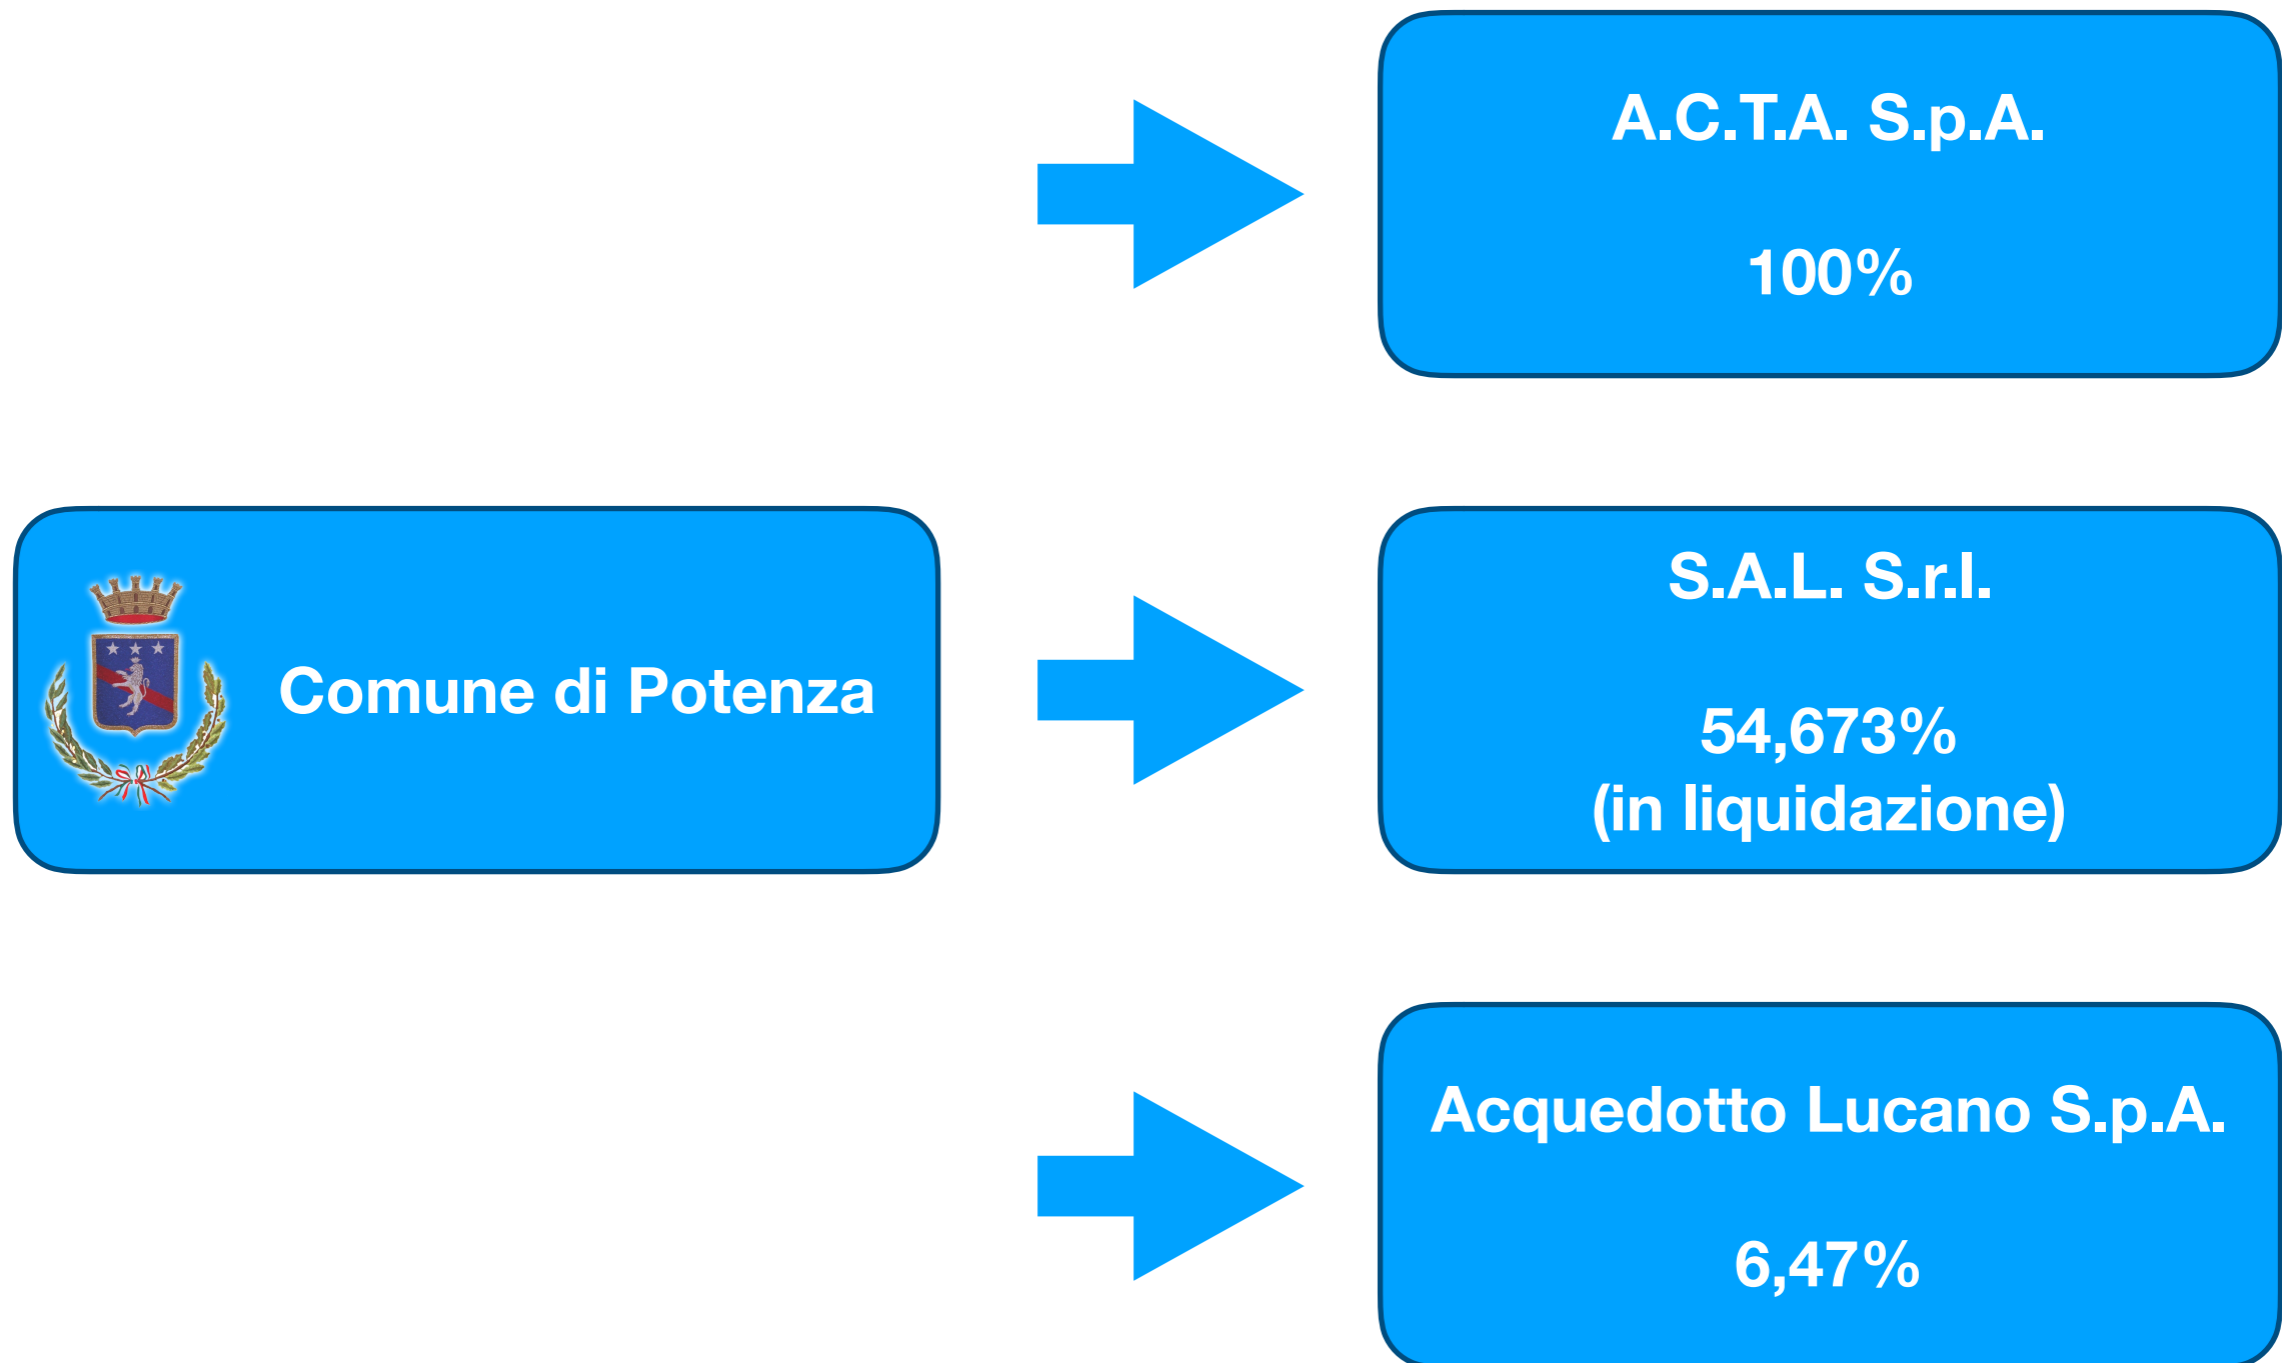 A.C.T.A. S.p.A.
100%
Comune di Potenza
S.A.L. S.r.l.
54,673%
(in liquidazione)
Acquedotto Lucano S.p.A.
6,47%